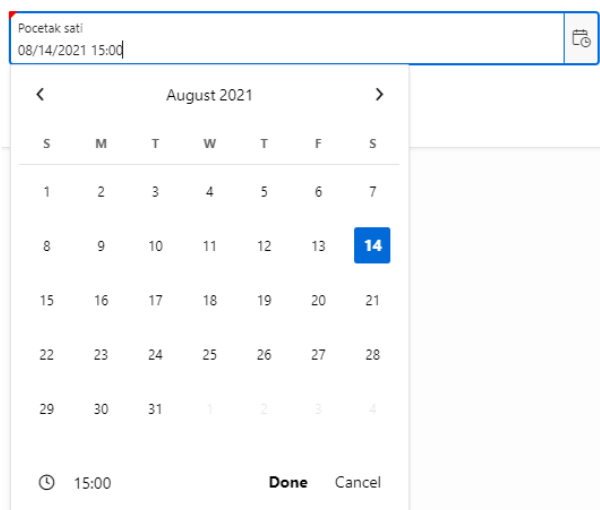 Pocetak sati
08/14/2021 15:00
August 2021
S M T W T F S
1 2 3 4 5 6 7
8 9 10 11 12 13 14
15 16 17 18 19 20 21
22 23 24 25 26 27 28
29 30 31 1 2 3 4
15:00 Done Cancel